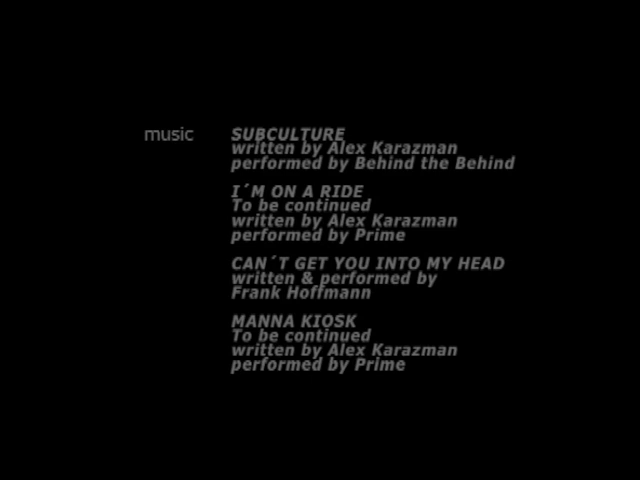 music SUBCULTURE
written by Alex Karazman
performed by Behind the Behind
I´M ON A RIDE
To be continued
written by Alex Karazman
performed by Prime
CAN´T GET YOU INTO MY HEAD
written & performed by
Frank Hoffmann
MANNA KIOSK
To be continued
written by Alex Karazman
performed by Prime